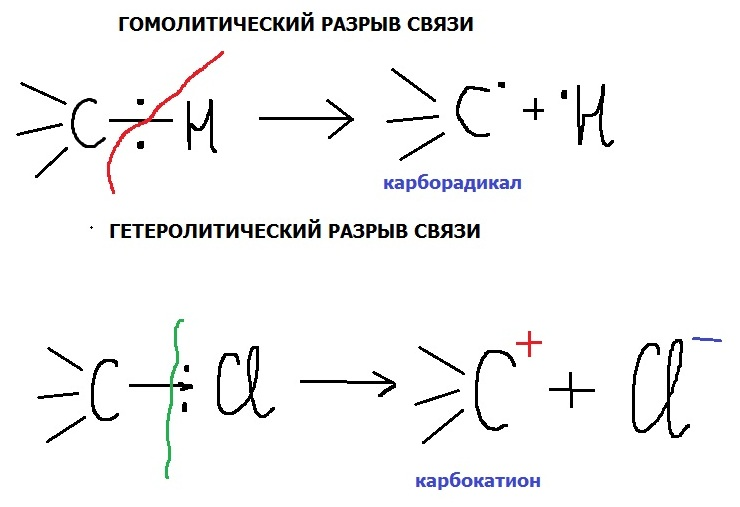 ГОМОЛИТИЧЕСКИЙ РАЗРЫВ СВЯЗИ
C : H → C· + ·H
карборадикал
ГЕТЕРОЛИТИЧЕСКИЙ РАЗРЫВ СВЯЗИ
C : Cl → C+ + Cl−
карбокатион